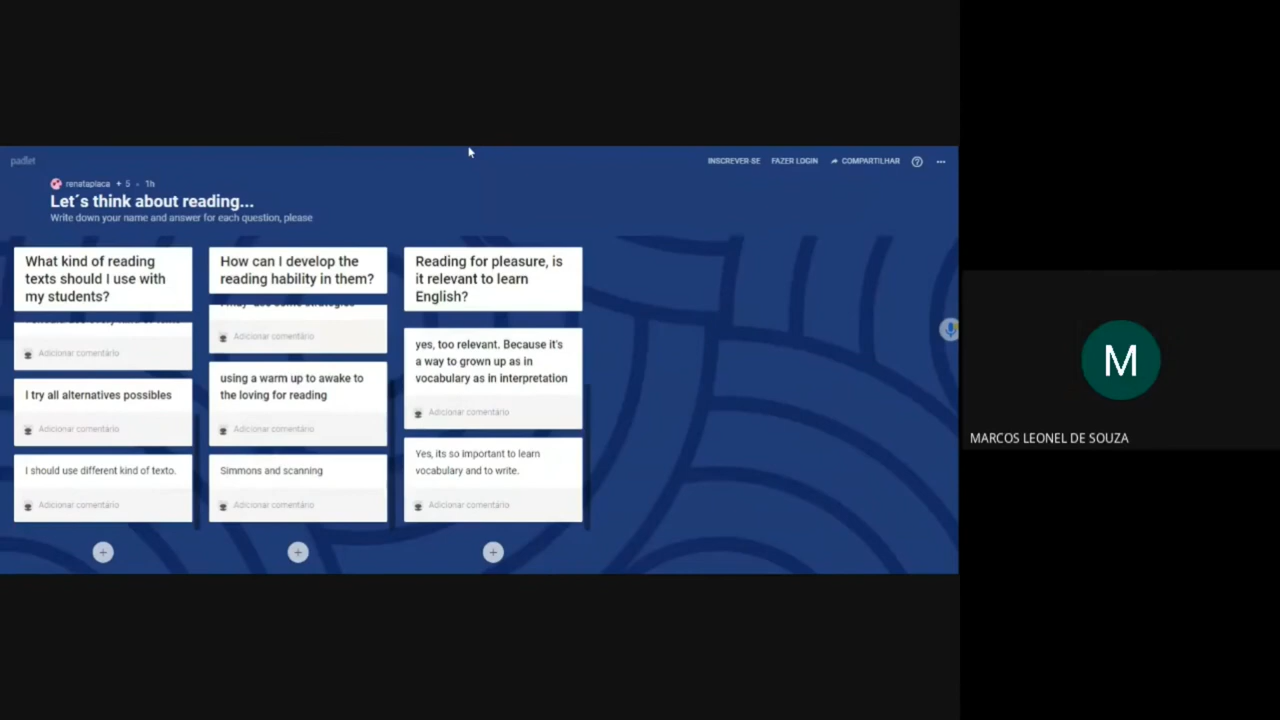 padlet
INSCREVER-SE FAZER LOGIN COMPARTILHAR
renatapiaca + 5 • 1h
Let´s think about reading...
Write down your name and answer for each question, please
What kind of reading
texts should I use with
my students?
Adicionar comentário
I try all alternatives possibles
Adicionar comentário
I should use different kind of texto.
Adicionar comentário
How can I develop the
reading hability in them?
Adicionar comentário
using a warm up to awake to
the loving for reading
Adicionar comentário
Simmons and scanning
Adicionar comentário
Reading for pleasure, is
it relevant to learn
English?
yes, too relevant. Because it's
a way to grown up as in
vocabulary as in interpretation
Adicionar comentário
Yes, its so important to learn
vocabulary and to write.
Adicionar comentário
M
MARCOS LEONEL DE SOUZA